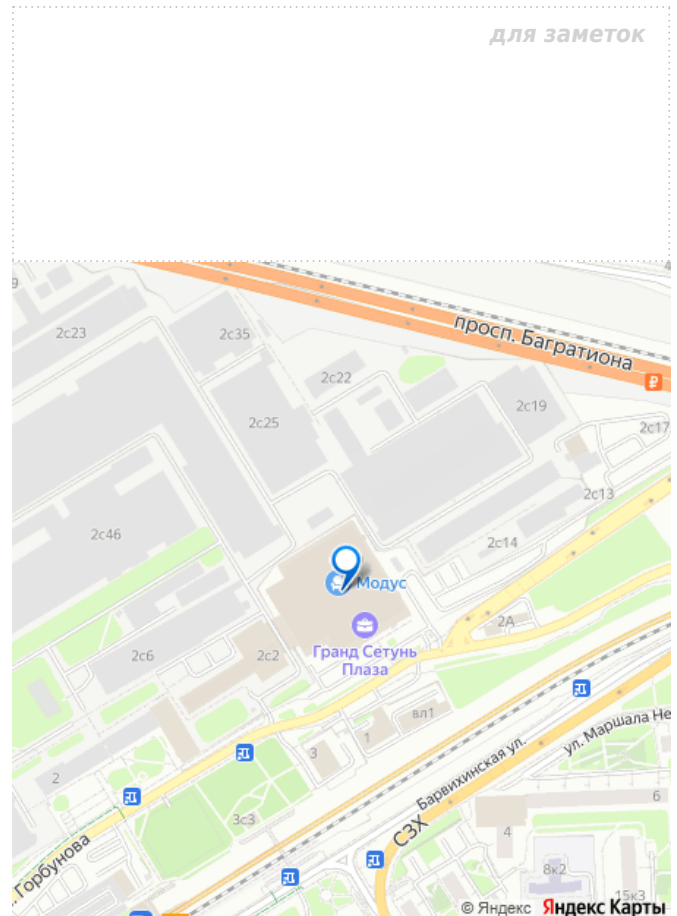 для заметок
просп. Багратиона
2с23
2с35
2с22
2с19
2с25
2с17
2с13
2с46
2с14
Модус
2А
Гранд Сетунь
Плаза
2с6
2с2
вл1
1
3
ул. Маршала Не
2
Барвихинская ул.
6
3с3
СЗХ
4
. Горбунова
8к2
15к3
© Яндекс Яндекс Карты